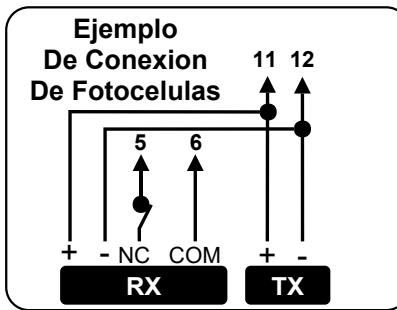 Ejemplo
De Conexion
De Fotocelulas
11 12
5 6
+ - NC COM + -
RX TX